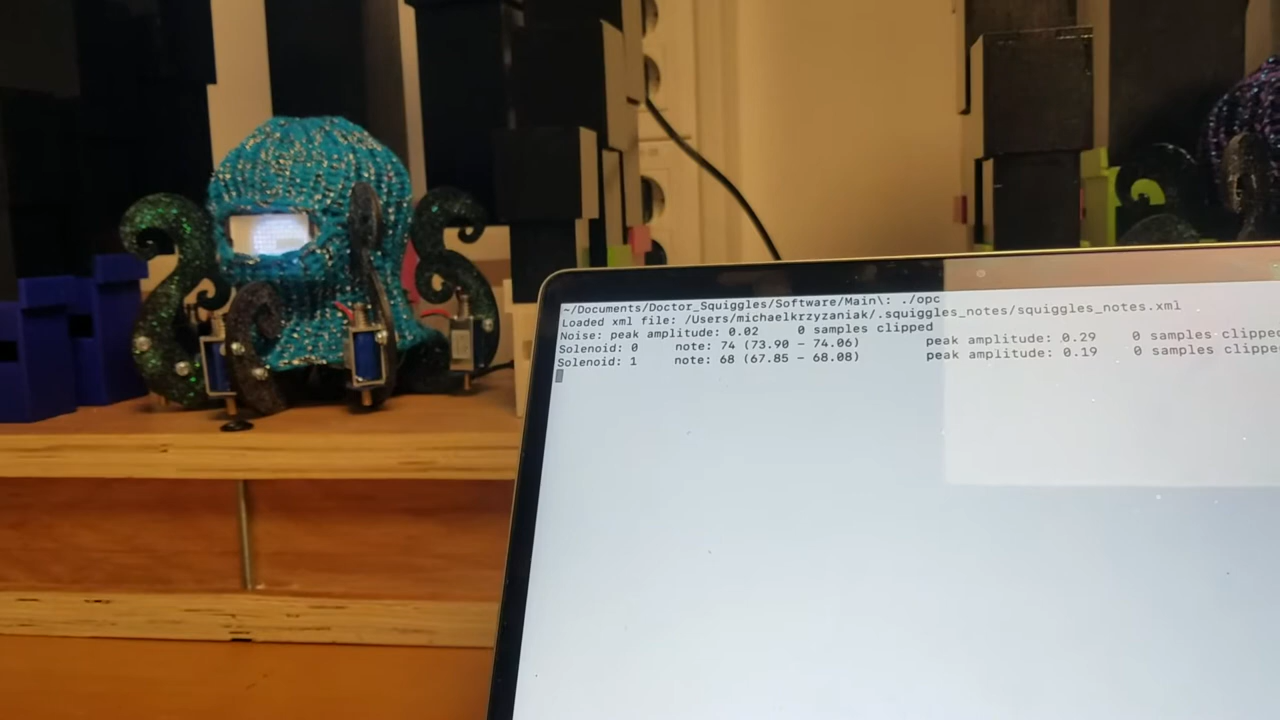 ~/Documents/Doctor_Squiggles/Software/Main\: ./opc
Loaded xml file: /Users/michaelkrzyzaniak/.squiggles_notes/squiggles_notes.xml
Noise: peak amplitude: 0.02 0 samples clipped
Solenoid: 0 note: 74 (73.90 - 74.06) peak amplitude: 0.29 0 samples clippe
Solenoid: 1 note: 68 (67.85 - 68.08) peak amplitude: 0.19 0 samples clippe